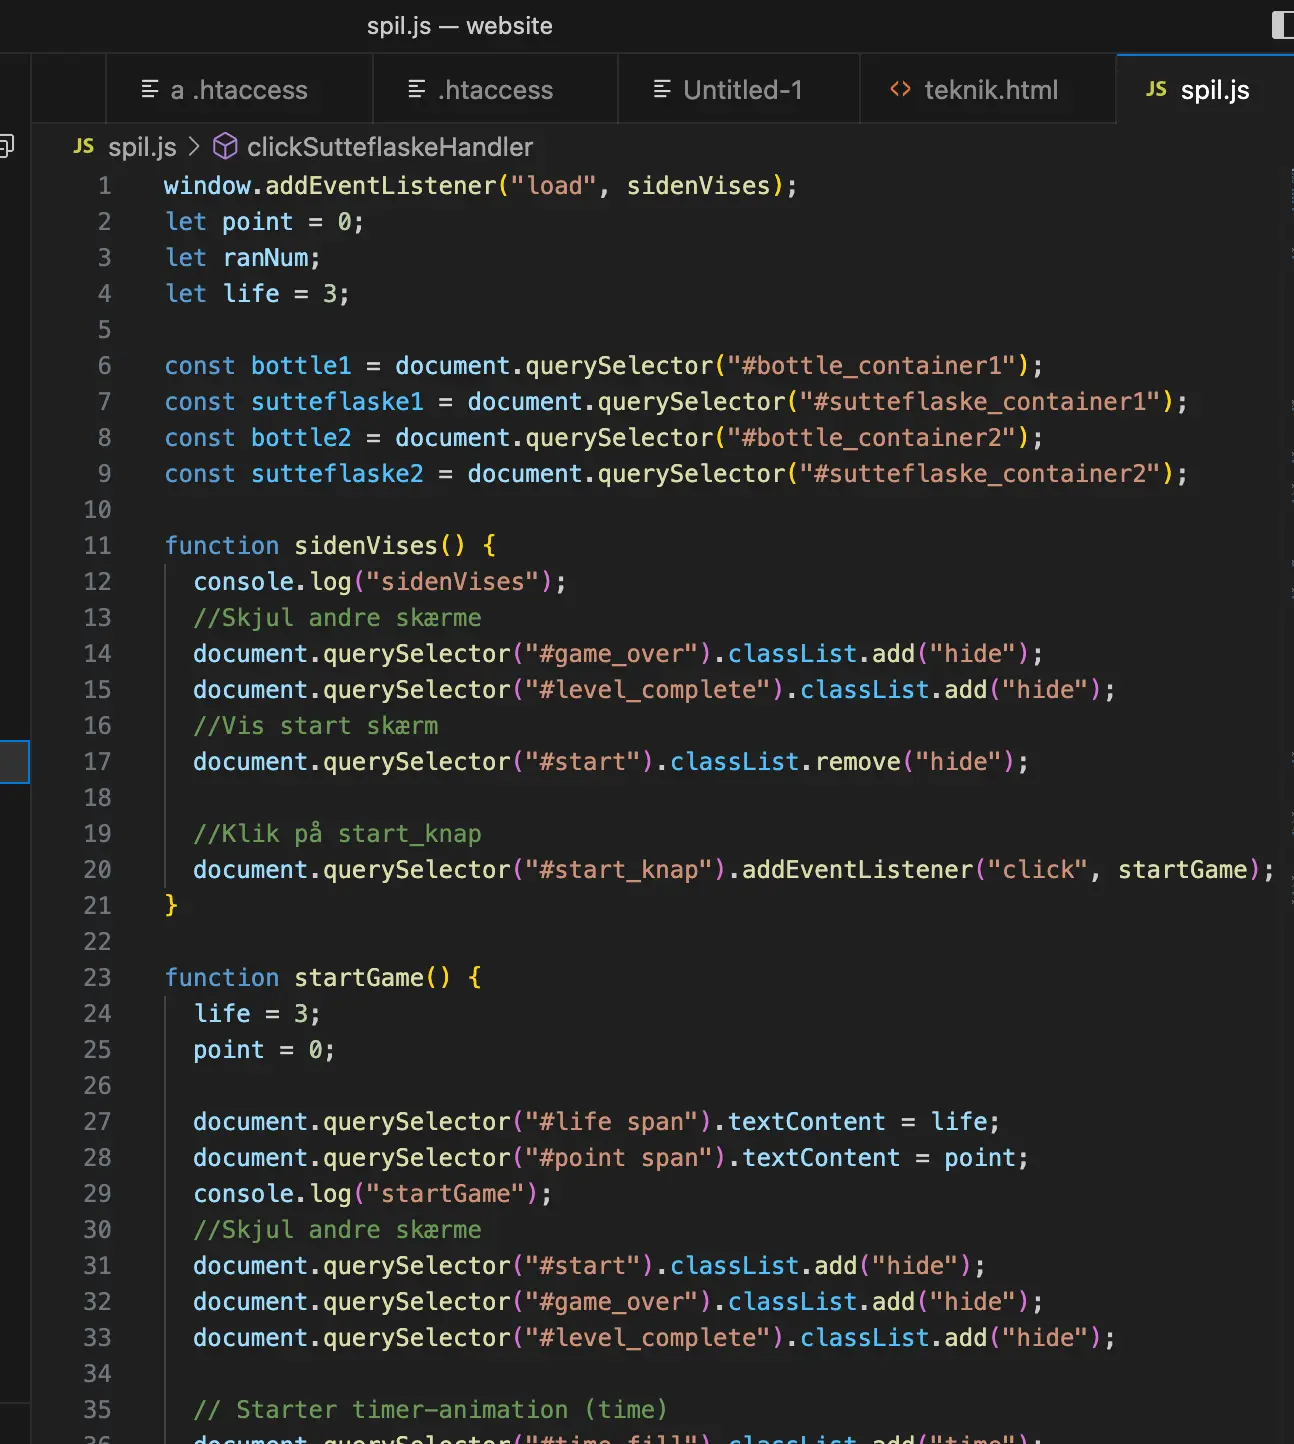 spil.js — website
a .htaccess
.htaccess
Untitled-1
<> teknik.html
JS spil.js
JS spil.js > clickSutteflaskeHandler
1 window.addEventListener("load", sidenVises);
2 let point = 0;
3 let ranNum;
4 let life = 3;
5
6 const bottle1 = document.querySelector("#bottle_container1");
7 const sutteflaske1 = document.querySelector("#sutteflaske_container1");
8 const bottle2 = document.querySelector("#bottle_container2");
9 const sutteflaske2 = document.querySelector("#sutteflaske_container2");
10
11 function sidenVises() {
12 console.log("sidenVises");
13 //Skjul andre skærme
14 document.querySelector("#game_over").classList.add("hide");
15 document.querySelector("#level_complete").classList.add("hide");
16 //Vis start skærm
17 document.querySelector("#start").classList.remove("hide");
18
19 //Klik på start_knap
20 document.querySelector("#start_knap").addEventListener("click", startGame);
21 }
22
23 function startGame() {
24 life = 3;
25 point = 0;
26
27 document.querySelector("#life span").textContent = life;
28 document.querySelector("#point span").textContent = point;
29 console.log("startGame");
30 //Skjul andre skærme
31 document.querySelector("#start").classList.add("hide");
32 document.querySelector("#game_over").classList.add("hide");
33 document.querySelector("#level_complete").classList.add("hide");
34
35 // Starter timer-animation (time)
36 document.querySelector("#time_fill").classList.add("time");